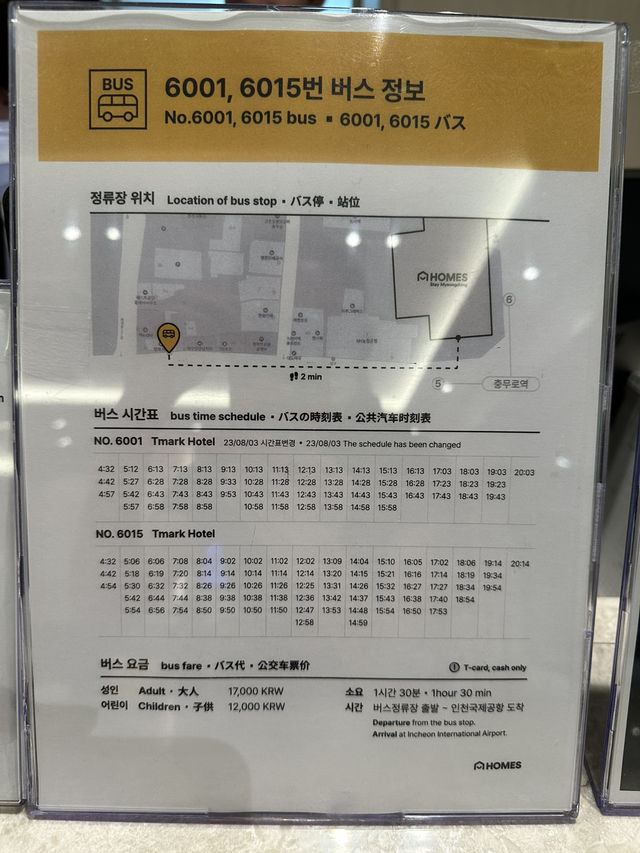 BUS
6001, 6015번 버스 정보
No.6001, 6015 bus ▪ 6001, 6015 バス
정류장 위치 Location of bus stop • バス停 • 站位
HOMES
Stay Myeongdong
6
2 min
5 충무로역
버스 시간표 bus time schedule • バスの時刻表 • 公共汽车时刻表
NO. 6001 Tmark Hotel 23/08/03 시간표변경 • 23/08/03 The schedule has been changed
4:32 5:12 6:13 7:13 8:13 9:13 10:13 11:13 12:13 13:13 14:13 15:13 16:13 17:03 18:03 19:03 20:03
4:42 5:27 6:28 7:28 8:28 9:33 10:28 11:28 12:28 13:28 14:28 15:28 16:28 17:23 18:23 19:23
4:57 5:42 6:43 7:43 8:43 9:53 10:43 11:43 12:43 13:43 14:43 15:43 16:43 17:43 18:43 19:43
5:57 6:58 7:58 8:58 10:58 11:58 12:58 13:58 14:58 15:58
NO. 6015 Tmark Hotel
4:32 5:06 6:06 7:08 8:04 9:02 10:02 11:02 12:02 13:09 14:04 15:10 16:05 17:02 18:06 19:14 20:14
4:42 5:18 6:19 7:20 8:14 9:14 10:14 11:14 12:14 13:20 14:15 15:21 16:16 17:14 18:19 19:34
4:54 5:30 6:32 7:32 8:26 9:26 10:26 11:26 12:25 13:31 14:26 15:32 16:27 17:27 18:34 19:54
5:42 6:44 7:44 8:38 9:38 10:38 11:38 12:36 13:42 14:37 15:43 16:38 17:40 18:54
5:54 6:56 7:54 8:50 9:50 10:50 11:50 12:47 13:53 14:48 15:54 16:50 17:53
12:58 14:59
버스 요금 bus fare • バス代 • 公交车票价 T-card, cash only
성인 Adult • 大人 17,000 KRW 소요 1시간 30분 • 1hour 30 min
어린이 Children • 子供 12,000 KRW 시간 버스정류장 출발 ~ 인천국제공항 도착
Departure from the bus stop.
Arrival at Incheon International Airport.
HOMES